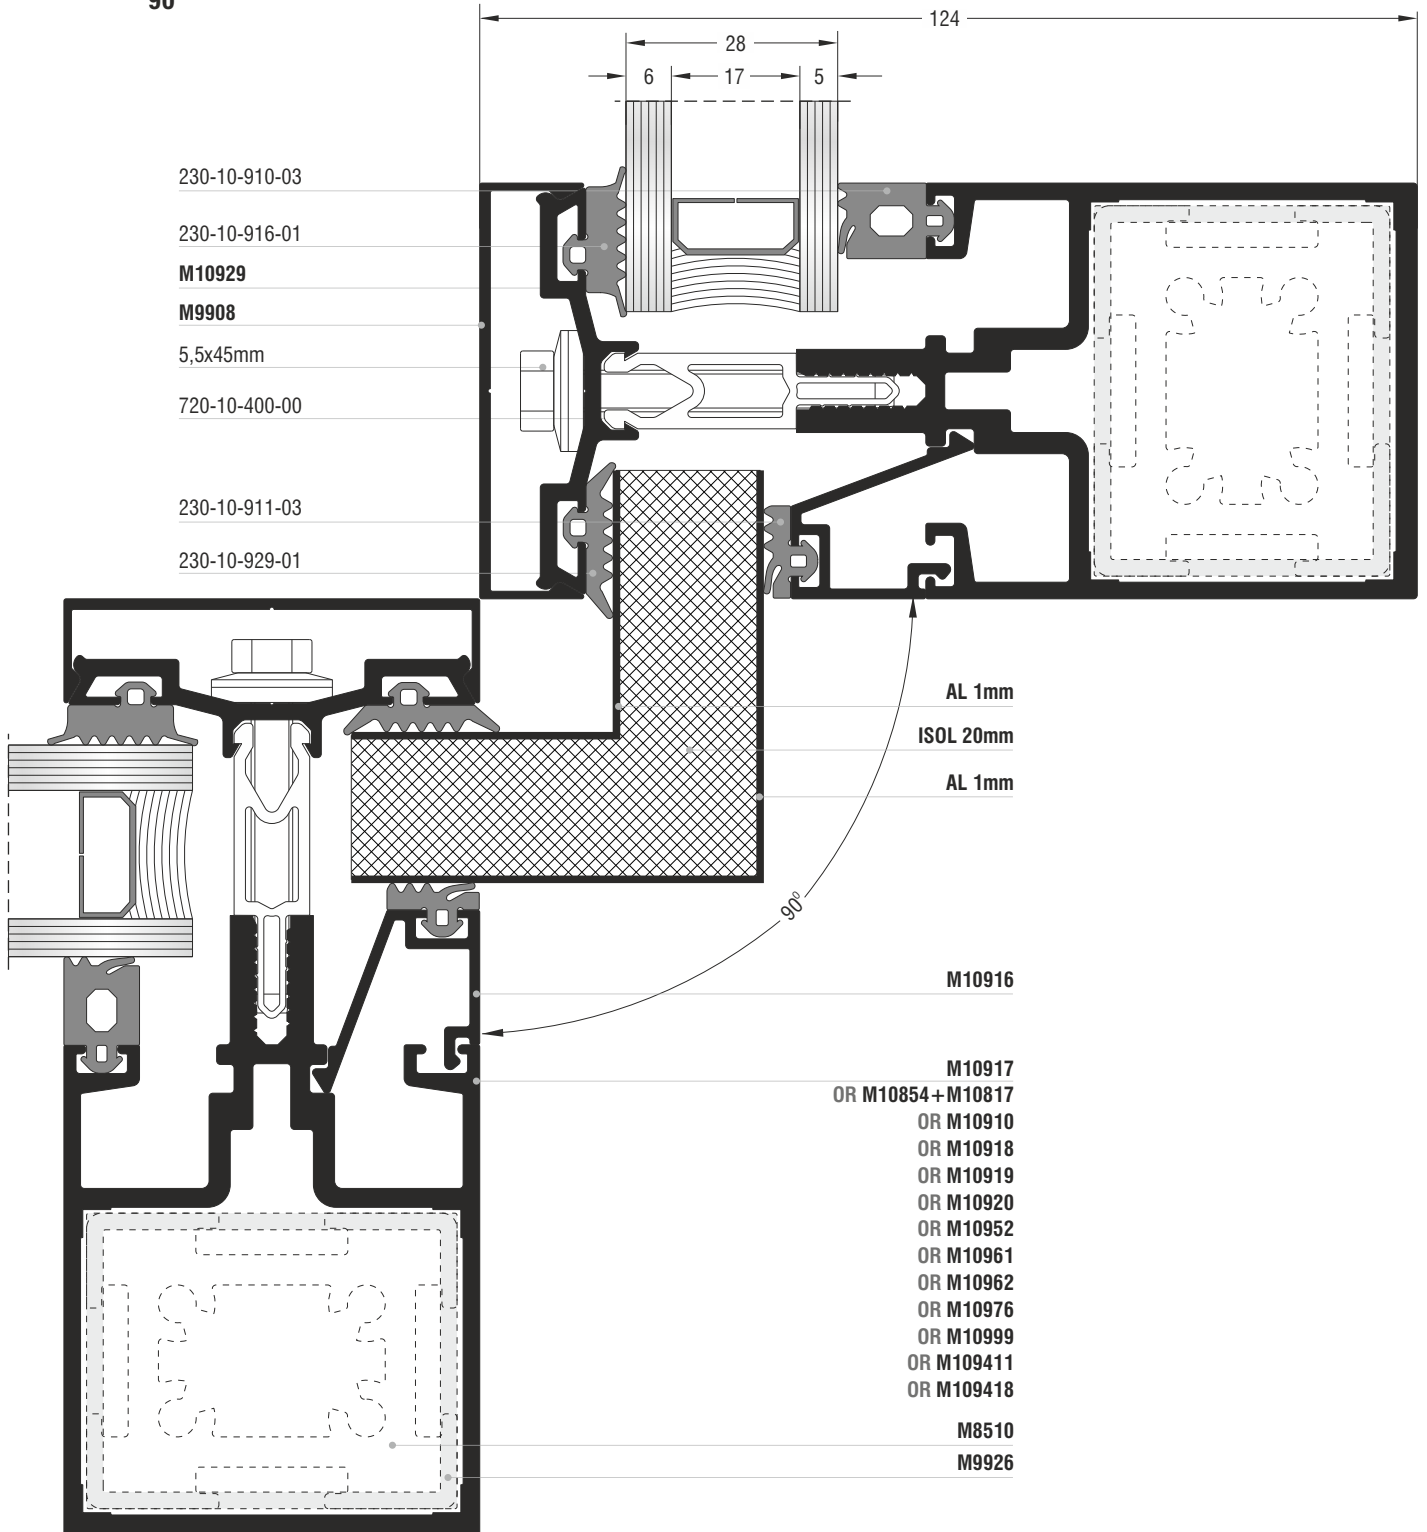 90
124
28
6
17
5
230-10-910-03
230-10-916-01
M10929
M9908
5,5x45mm
720-10-400-00
230-10-911-03
230-10-929-01
AL 1mm
ISOL 20mm
AL 1mm
90⁰
M10916
M10917
OR M10854+M10817
OR M10910
OR M10918
OR M10919
OR M10920
OR M10952
OR M10961
OR M10962
OR M10976
OR M10999
OR M109411
OR M109418
M8510
M9926